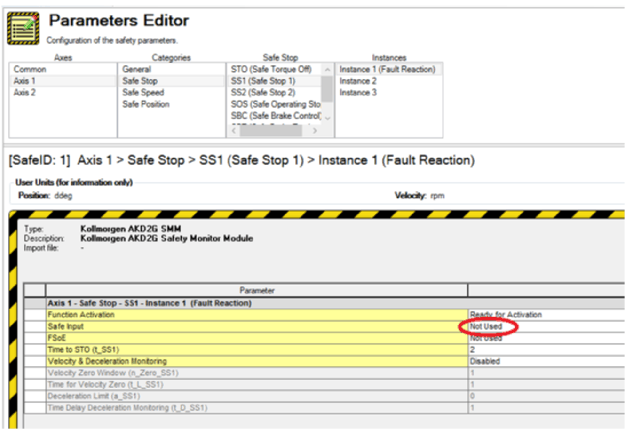 Parameters Editor
Configuration of the safety parameters.
Axes Categories Safe Stop Instances
Common General STO (Safe Torque Off) Instance 1 (Fault Reaction)
Axis 1 Safe Stop SS1 (Safe Stop 1) Instance 2
Axis 2 Safe Speed SS2 (Safe Stop 2) Instance 3
Safe Position SOS (Safe Operating Sto
SBC (Safe Brake Control)
[SafeID: 1] Axis 1 > Safe Stop > SS1 (Safe Stop 1) > Instance 1 (Fault Reaction)
User Units (for information only)
Position: ddeg Velocity: rpm
Type: Kollmorgen AKD2G SMM
Description: Kollmorgen AKD2G Safety Monitor Module
Import file: -
Parameter
Axis 1 - Safe Stop - SS1 - Instance 1 (Fault Reaction)
Function Activation Ready for Activation
Safe Input Not Used
FSoE Not Used
Time to STO (t_SS1) 2
Velocity & Deceleration Monitoring Disabled
Velocity Zero Window (n_Zero_SS1) 1
Time for Velocity Zero (t_L_SS1) 1
Deceleration Limit (a_SS1) 0
Time Delay Deceleration Monitoring (t_D_SS1) 1